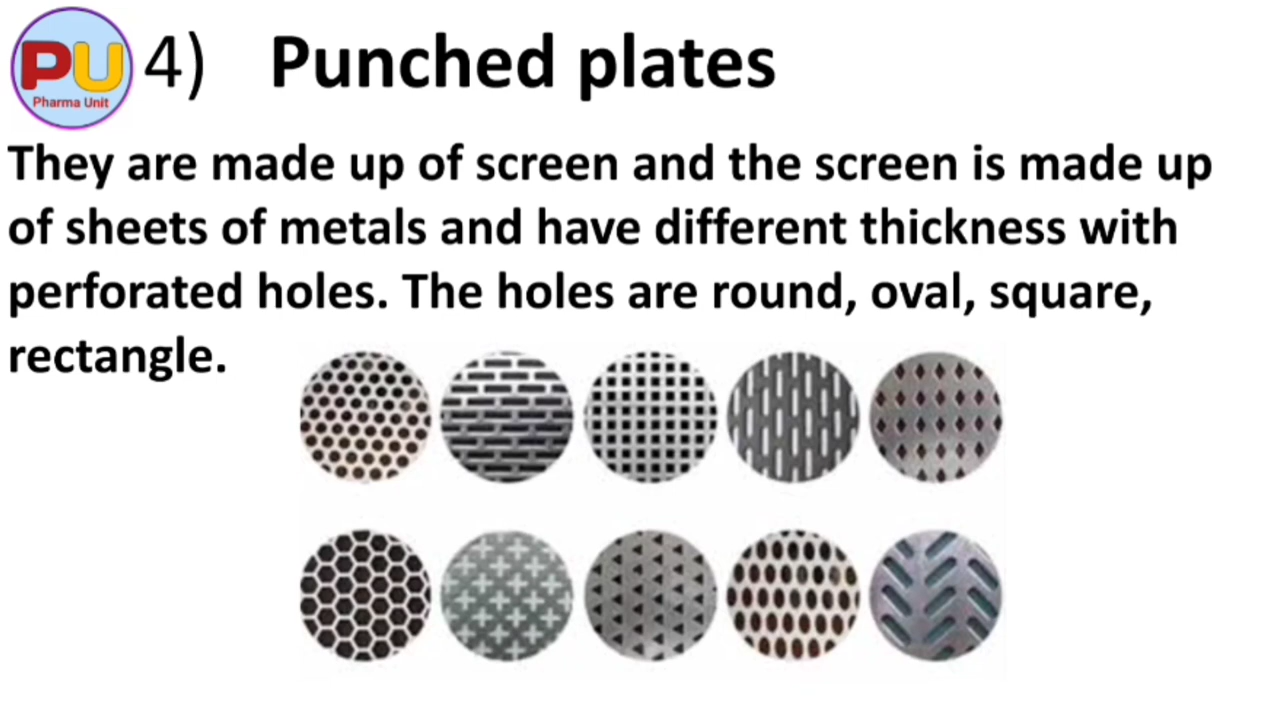 PU
Pharma Unit
4) Punched plates
They are made up of screen and the screen is made up
of sheets of metals and have different thickness with
perforated holes. The holes are round, oval, square,
rectangle.